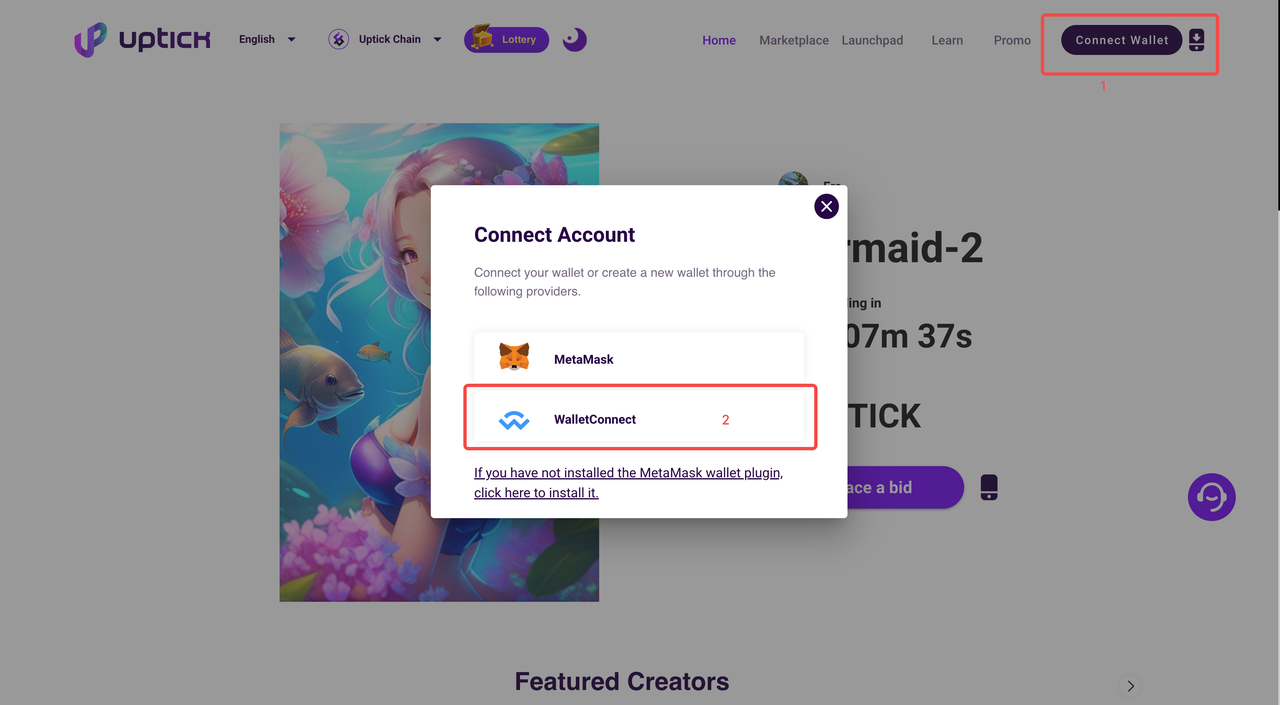 uptick
English
Uptick Chain
Lottery
Home
Marketplace
Launchpad
Learn
Promo
Connect Wallet
1
Connect Account
Connect your wallet or create a new wallet through the
following providers.
MetaMask
WalletConnect
2
If you have not installed the MetaMask wallet plugin,
click here to install it.
rmaid-2
ing in
07m 37s
TICK
ace a bid
Featured Creators